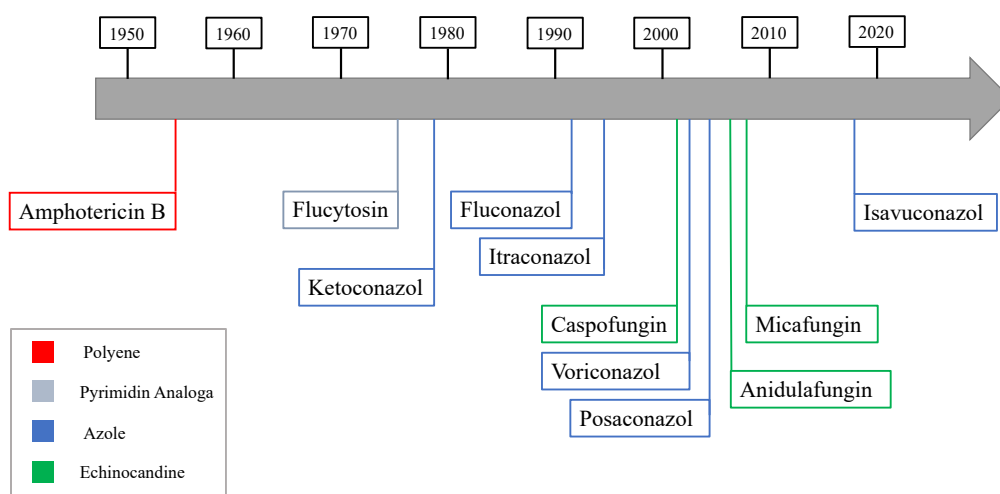 1950
1960
1970
1980
1990
2000
2010
2020
Amphotericin B
Flucytosin
Fluconazol
Isavuconazol
Itraconazol
Ketoconazol
Caspofungin
Micafungin
Voriconazol
Anidulafungin
Posaconazol
Polyene
Pyrimidin Analoga
Azole
Echinocandine